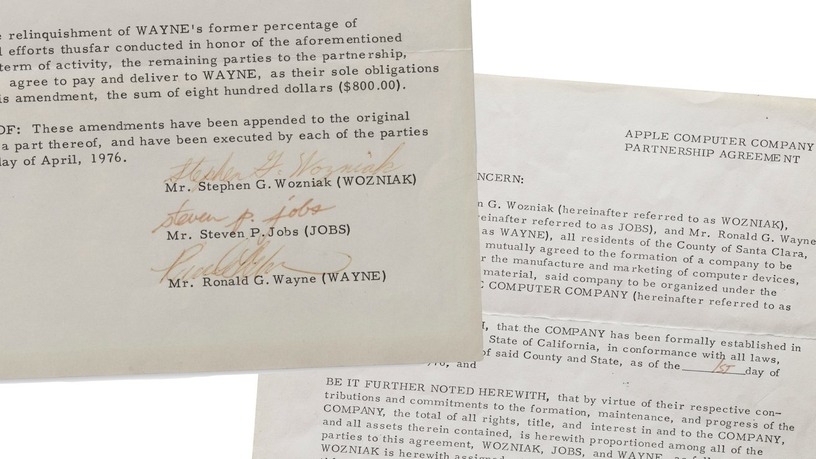 relinquishment of WAYNE's former percentage of
efforts thusfar conducted in honor of the aforementioned
term of activity, the remaining parties to the partnership,
agree to pay and deliver to WAYNE, as their sole obligations
is amendment, the sum of eight hundred dollars ($800.00).
OF: These amendments have been appended to the original
a part thereof, and have been executed by each of the parties
day of April, 1976.
Stephen G. Wozniak
Mr. Stephen G. Wozniak (WOZNIAK)
steven p. jobs
Mr. Steven P. Jobs (JOBS)
Mr. Ronald G. Wayne (WAYNE)
APPLE COMPUTER COMPANY
PARTNERSHIP AGREEMENT
NCERN:
n G. Wozniak (hereinafter referred to as WOZNIAK),
reinafter referred to as JOBS), and Mr. Ronald G. Wayne
as WAYNE), all residents of the County of Santa Clara,
mutually agreed to the formation of a company to be
r the manufacture and marketing of computer devices,
material, said company to be organized under the
E COMPUTER COMPANY (hereinafter referred to as
H, that the COMPANY has been formally established in
State of California, in conformance with all laws,
of said County and State, as of the 1st day of
and
BE IT FURTHER NOTED HEREWITH, that by virtue of their respective con-
tributions and commitments to the formation, maintenance, and progress of the
COMPANY, the total of all rights, title, and interest in and to the COMPANY,
and all assets therein contained, is herewith proportioned among all of the
parties to this agreement, WOZNIAK, JOBS, and WAYNE
WOZNIAK is herewith